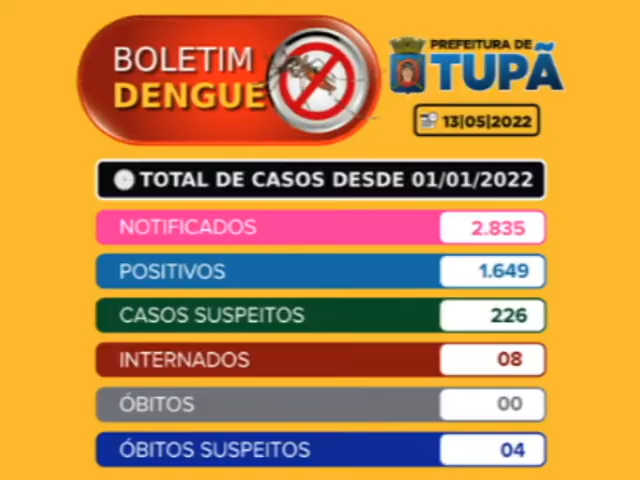 BOLETIM
DENGUE
PREFEITURA DE
TUPÃ
13|05|2022
TOTAL DE CASOS DESDE 01/01/2022
NOTIFICADOS 2.835
POSITIVOS 1.649
CASOS SUSPEITOS 226
INTERNADOS 08
ÓBITOS 00
ÓBITOS SUSPEITOS 04